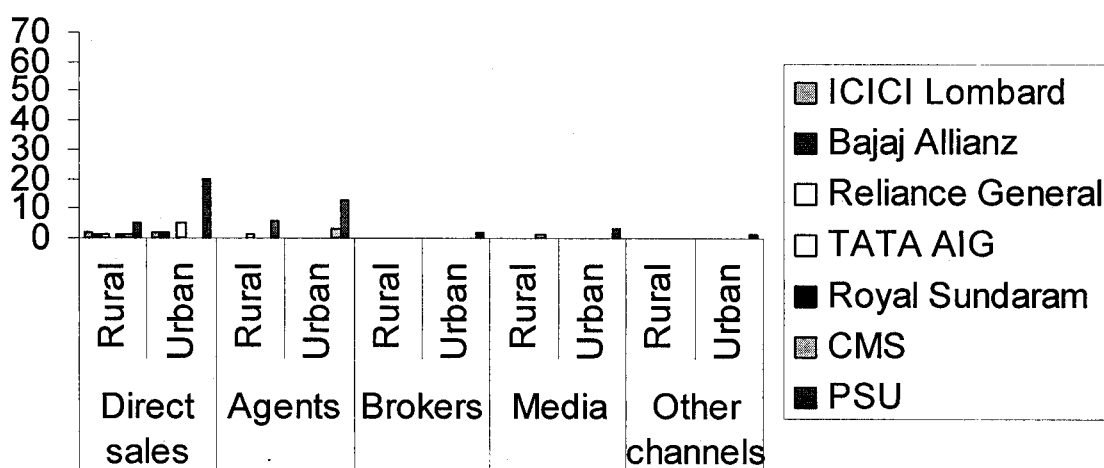 70
60
50
40
30
20
10
0
Rural
Urban
Rural
Urban
Rural
Urban
Rural
Urban
Rural
Urban
Direct sales
Agents
Brokers
Media
Other channels
ICICI Lombard
Bajaj Allianz
Reliance General
TATA AIG
Royal Sundaram
CMS
PSU